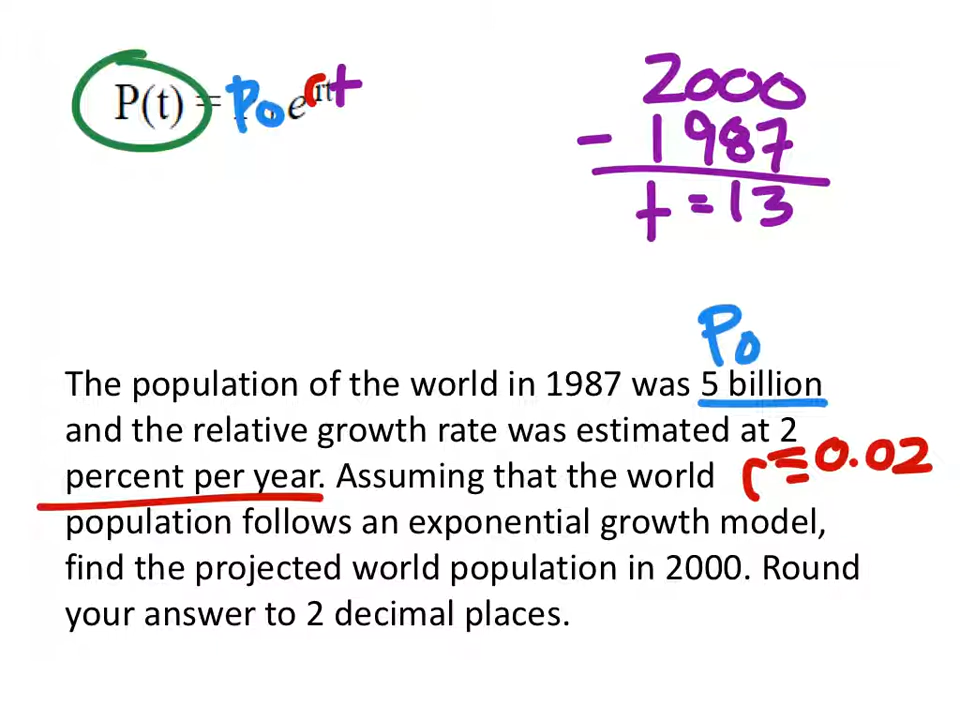 P(t) = P₀ e^rt
2000
- 1987
t = 13
P₀
The population of the world in 1987 was 5 billion
and the relative growth rate was estimated at 2
percent per year. Assuming that the world
r = 0.02
population follows an exponential growth model,
find the projected world population in 2000. Round
your answer to 2 decimal places.